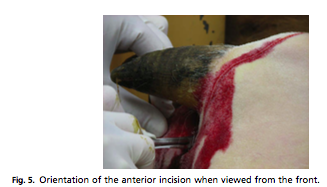 Fig. 5. Orientation of the anterior incision when viewed from the front.